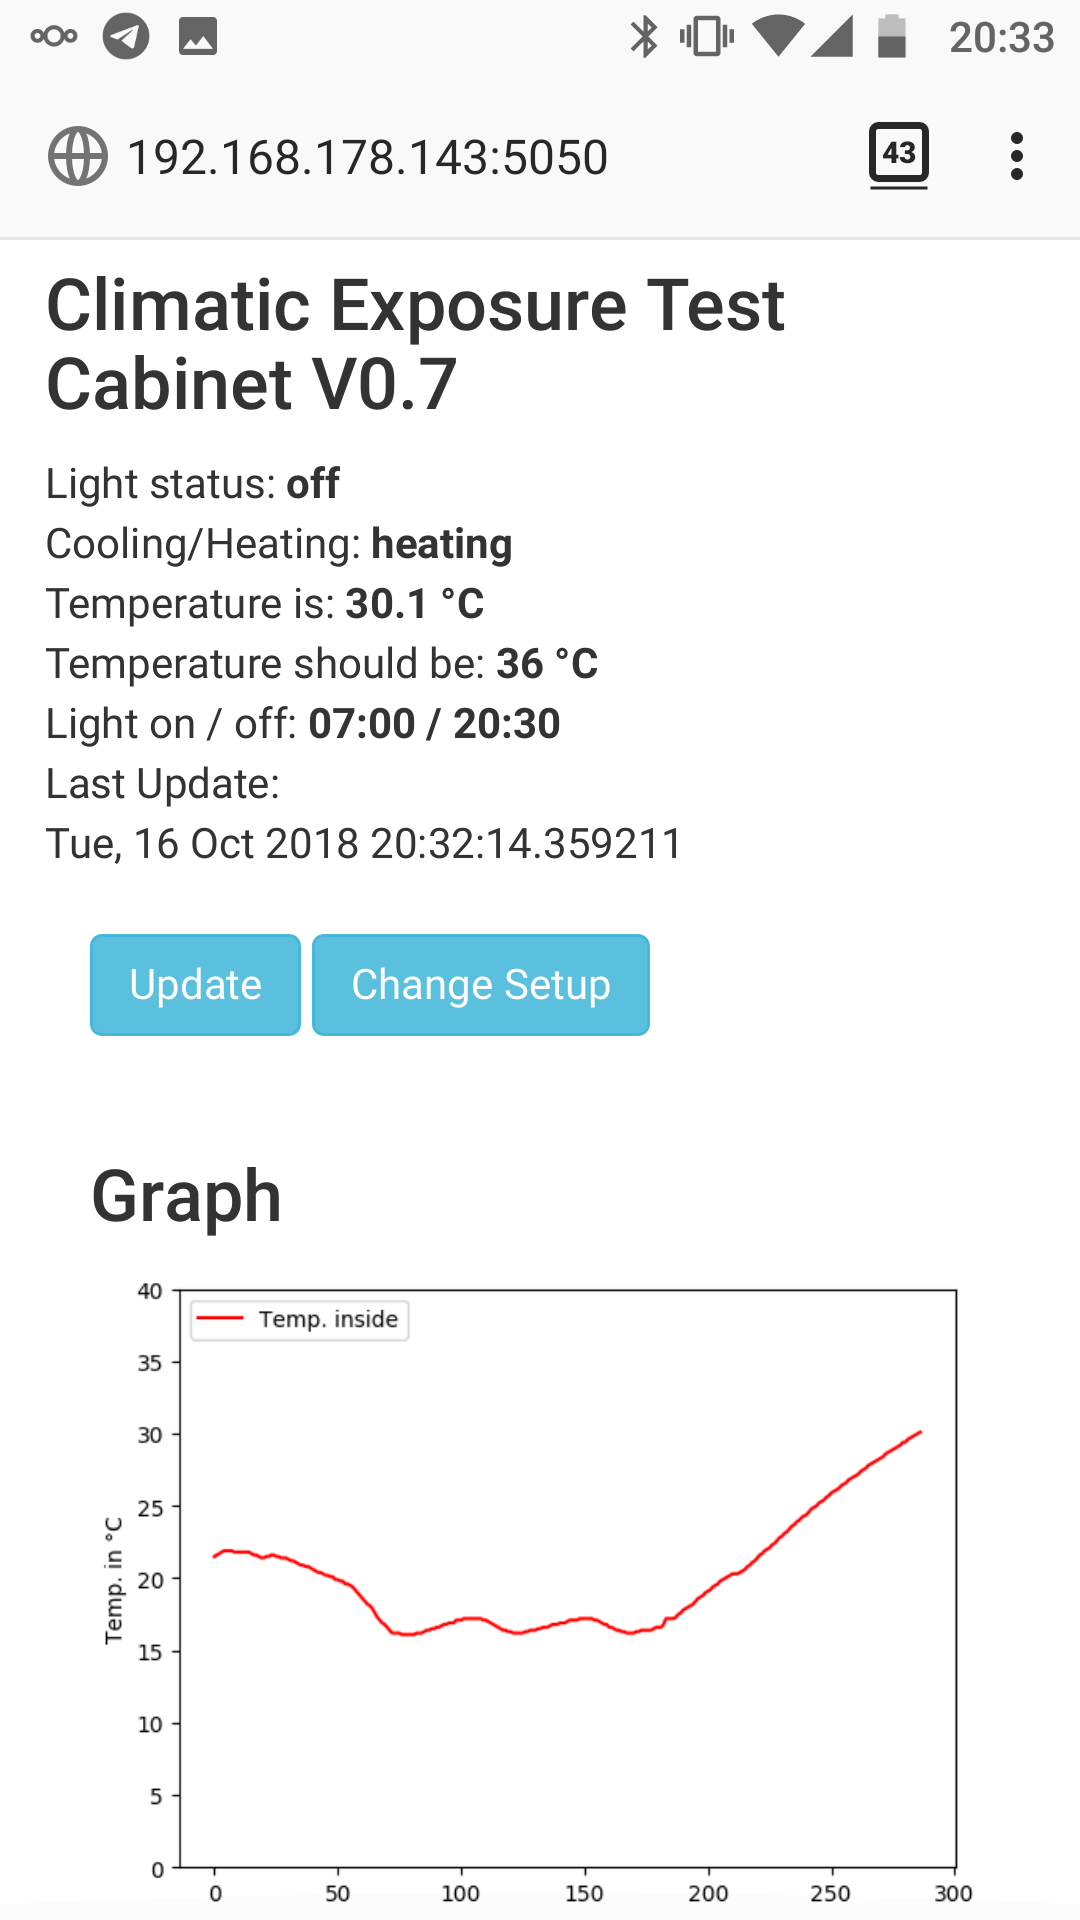 20:33
192.168.178.143:5050
43
Climatic Exposure Test
Cabinet V0.7
Light status: off
Cooling/Heating: heating
Temperature is: 30.1 °C
Temperature should be: 36 °C
Light on / off: 07:00 / 20:30
Last Update:
Tue, 16 Oct 2018 20:32:14.359211
Update
Change Setup
Graph
Temp. inside
Temp. in °C
40
35
30
25
20
15
10
5
0
0 50 100 150 200 250 300